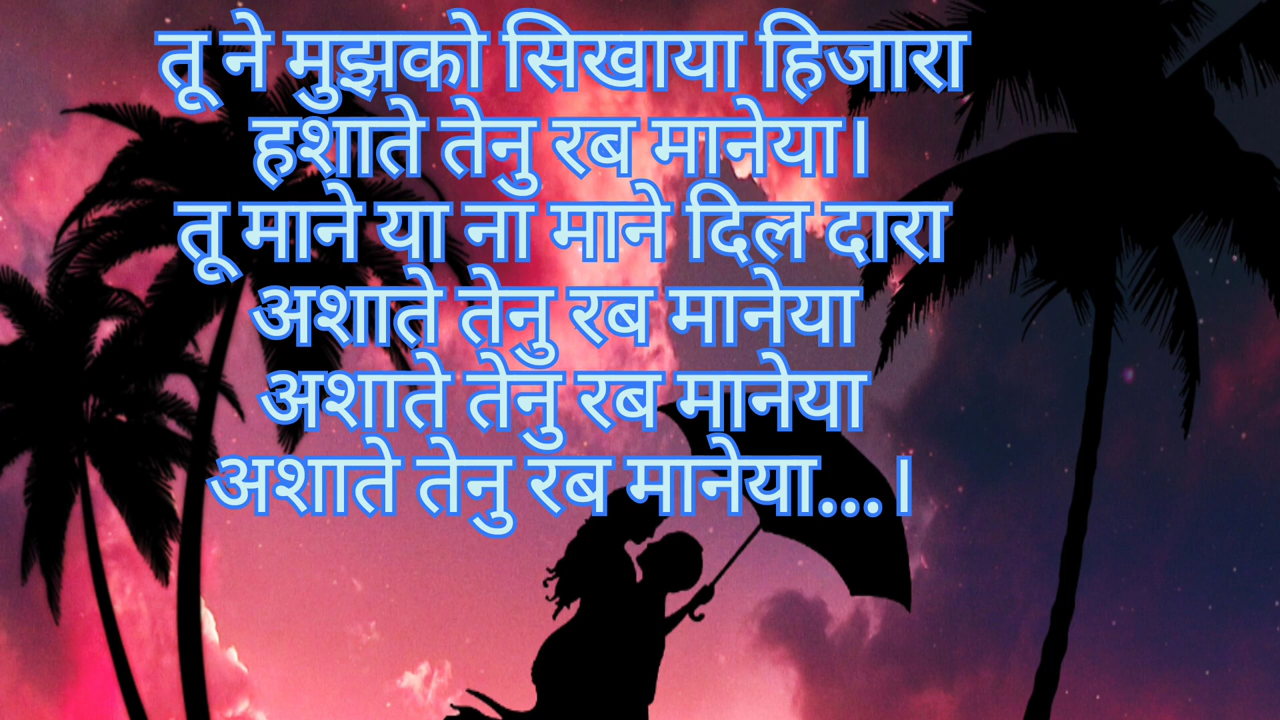 तू ने मुझको सिखाया हिजारा
हशाते तेनु रब मानेया।
तू माने या ना माने दिल दारा
अशाते तेनु रब मानेया
अशाते तेनु रब मानेया
अशाते तेनु रब मानेया...।